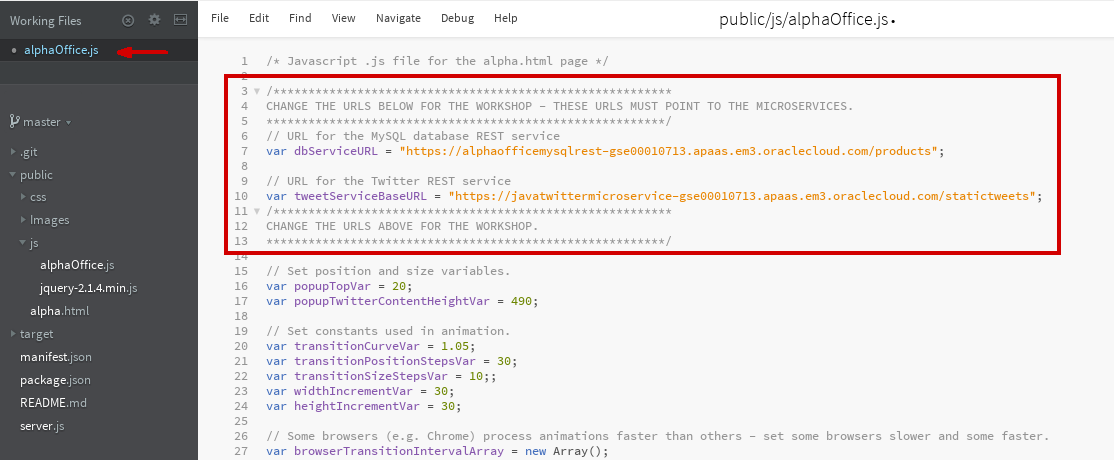 Working Files
File Edit Find View Navigate Debug Help
public/js/alphaOffice.js •
• alphaOffice.js
master
.git
public
css
Images
js
alphaOffice.js
jquery-2.1.4.min.js
alpha.html
target
manifest.json
package.json
README.md
server.js
1 /* Javascript .js file for the alpha.html page */
2
3 /*********************************************************
4 CHANGE THE URLS BELOW FOR THE WORKSHOP – THESE URLS MUST POINT TO THE MICROSERVICES.
5 *********************************************************/
6 // URL for the MySQL database REST service
7 var dbServiceURL = "https://alphaofficemysqlrest-gse00010713.apaas.em3.oraclecloud.com/products";
8
9 // URL for the Twitter REST service
10 var tweetServiceBaseURL = "https://javatwittermicroservice-gse00010713.apaas.em3.oraclecloud.com/statictweets";
11 /*********************************************************
12 CHANGE THE URLS ABOVE FOR THE WORKSHOP.
13 *********************************************************/
14
15 // Set position and size variables.
16 var popupTopVar = 20;
17 var popupTwitterContentHeightVar = 490;
18
19 // Set constants used in animation.
20 var transitionCurveVar = 1.05;
21 var transitionPositionStepsVar = 30;
22 var transitionSizeStepsVar = 10;;
23 var widthIncrementVar = 30;
24 var heightIncrementVar = 30;
25
26 // Some browsers (e.g. Chrome) process animations faster than others – set some browsers slower and some faster.
27 var browserTransitionIntervalArray = new Array();